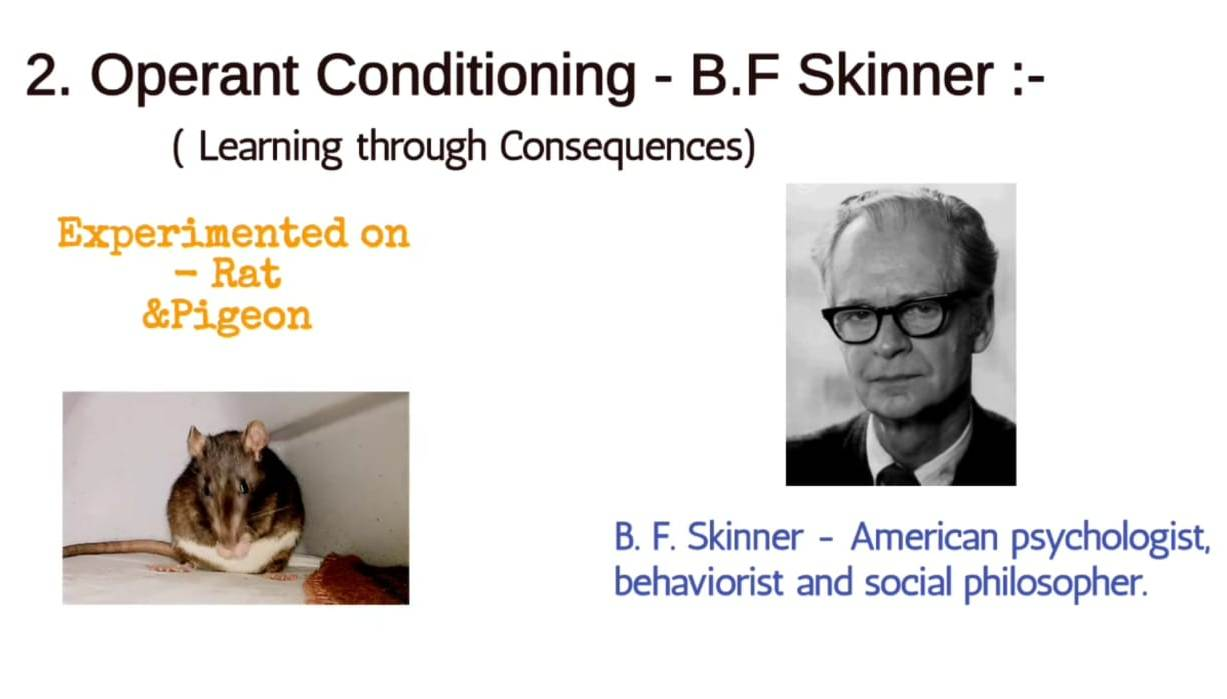 2. Operant Conditioning - B.F Skinner :-
( Learning through Consequences)
Experimented on
- Rat
&Pigeon
B. F. Skinner - American psychologist,
behaviorist and social philosopher.